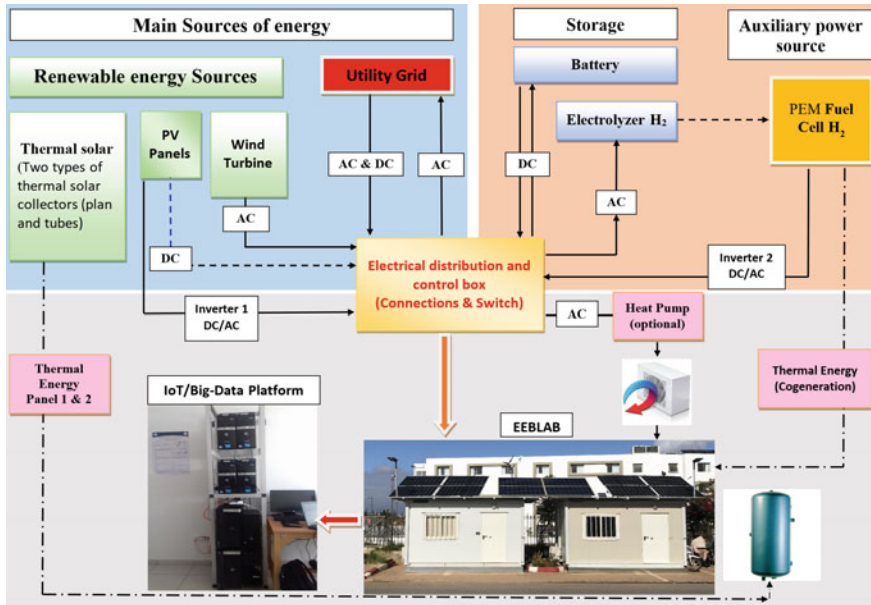 Main Sources of energy
Storage
Auxiliary power
source
Renewable energy Sources
Utility Grid
Battery
Thermal solar
(Two types of
thermal solar
collectors (plan
and tubes)
PV
Panels
Wind
Turbine
Electrolyzer H₂
PEM Fuel
Cell H₂
AC & DC
AC
DC
AC
AC
DC
Electrical distribution and
control box
(Connections & Switch)
Inverter 2
DC/AC
Inverter 1
DC/AC
AC
Heat Pump
(optional)
Thermal
Energy
Panel 1 & 2
IoT/Big-Data Platform
EEBLAB
Thermal Energy
(Cogeneration)